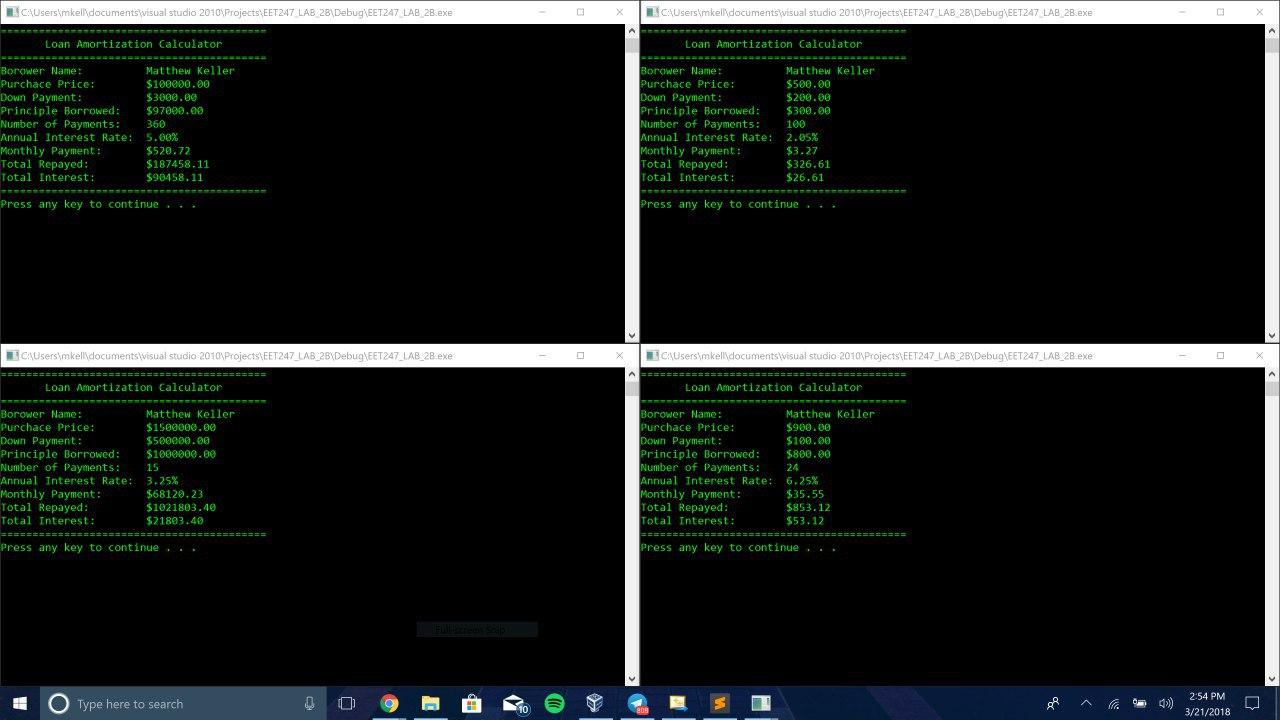 C:\Users\mkell\documents\visual studio 2010\Projects\EET247_LAB_2B\Debug\EET247_LAB_2B.exe
==========================================
Loan Amortization Calculator
==========================================
Borower Name: Matthew Keller
Purchace Price: $100000.00
Down Payment: $3000.00
Principle Borrowed: $97000.00
Number of Payments: 360
Annual Interest Rate: 5.00%
Monthly Payment: $520.72
Total Repayed: $187458.11
Total Interest: $90458.11
==========================================
Press any key to continue . . .
C:\Users\mkell\documents\visual studio 2010\Projects\EET247_LAB_2B\Debug\EET247_LAB_2B.exe
==========================================
Loan Amortization Calculator
==========================================
Borower Name: Matthew Keller
Purchace Price: $500.00
Down Payment: $200.00
Principle Borrowed: $300.00
Number of Payments: 100
Annual Interest Rate: 2.05%
Monthly Payment: $3.27
Total Repayed: $326.61
Total Interest: $26.61
==========================================
Press any key to continue . . .
C:\Users\mkell\documents\visual studio 2010\Projects\EET247_LAB_2B\Debug\EET247_LAB_2B.exe
==========================================
Loan Amortization Calculator
==========================================
Borower Name: Matthew Keller
Purchace Price: $1500000.00
Down Payment: $500000.00
Principle Borrowed: $1000000.00
Number of Payments: 15
Annual Interest Rate: 3.25%
Monthly Payment: $68120.23
Total Repayed: $1021803.40
Total Interest: $21803.40
==========================================
Press any key to continue . . .
Full-screen Snip
C:\Users\mkell\documents\visual studio 2010\Projects\EET247_LAB_2B\Debug\EET247_LAB_2B.exe
==========================================
Loan Amortization Calculator
==========================================
Borower Name: Matthew Keller
Purchace Price: $900.00
Down Payment: $100.00
Principle Borrowed: $800.00
Number of Payments: 24
Annual Interest Rate: 6.25%
Monthly Payment: $35.55
Total Repayed: $853.12
Total Interest: $53.12
==========================================
Press any key to continue . . .
Type here to search
10
809
2:54 PM
3/21/2018